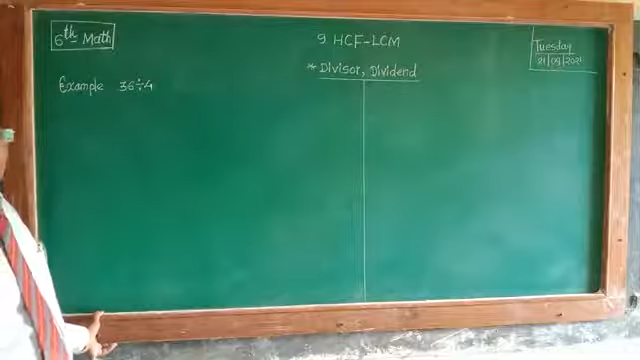 6th Math
9 HCF-LCM
Tuesday
21/09/2021
* Divisor, Dividend
Example 36÷4